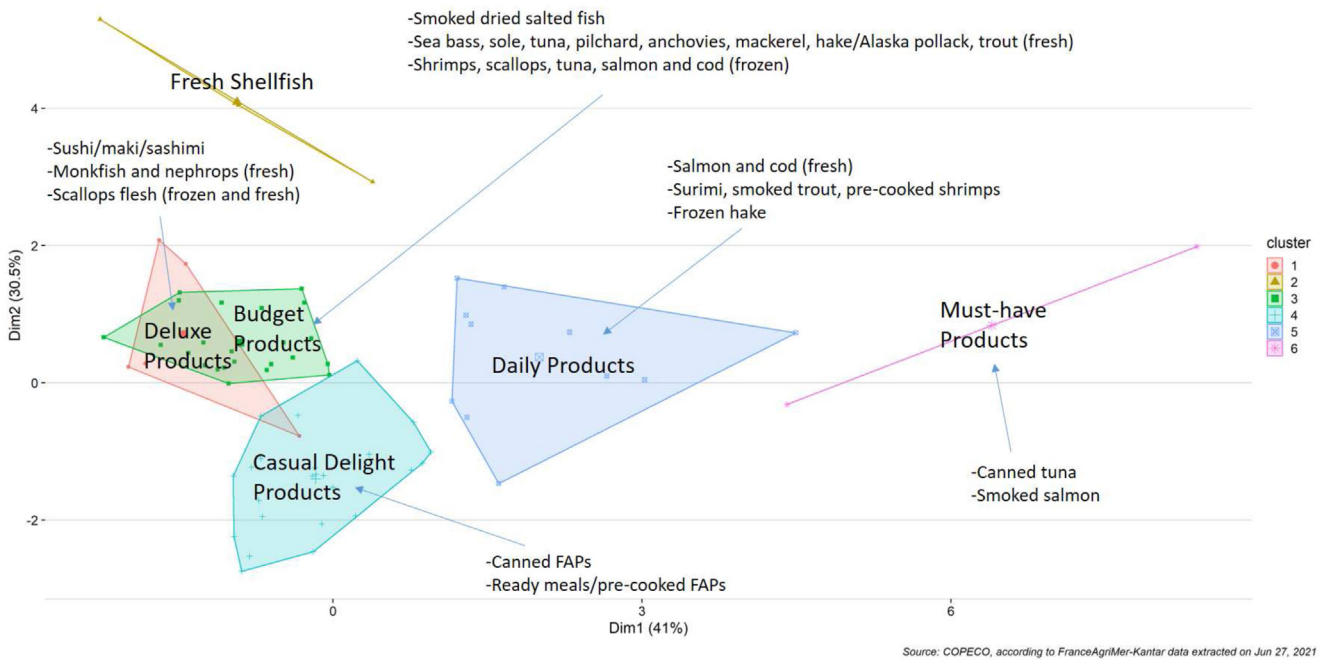 -Smoked dried salted fish
-Sea bass, sole, tuna, pilchard, anchovies, mackerel, hake/Alaska pollack, trout (fresh)
-Shrimps, scallops, tuna, salmon and cod (frozen)
Fresh Shellfish
-Sushi/maki/sashimi
-Monkfish and nephrops (fresh)
-Scallops flesh (frozen and fresh)
-Salmon and cod (fresh)
-Surimi, smoked trout, pre-cooked shrimps
-Frozen hake
Deluxe
Products
Budget
Products
Daily Products
Must-have
Products
Casual Delight
Products
-Canned tuna
-Smoked salmon
-Canned FAPs
-Ready meals/pre-cooked FAPs
Dim2 (30.5%)
4
2
0
-2
0
3
6
Dim1 (41%)
cluster
1
2
3
4
5
6
Source: COPECO, according to FranceAgriMer-Kantar data extracted on Jun 27, 2021